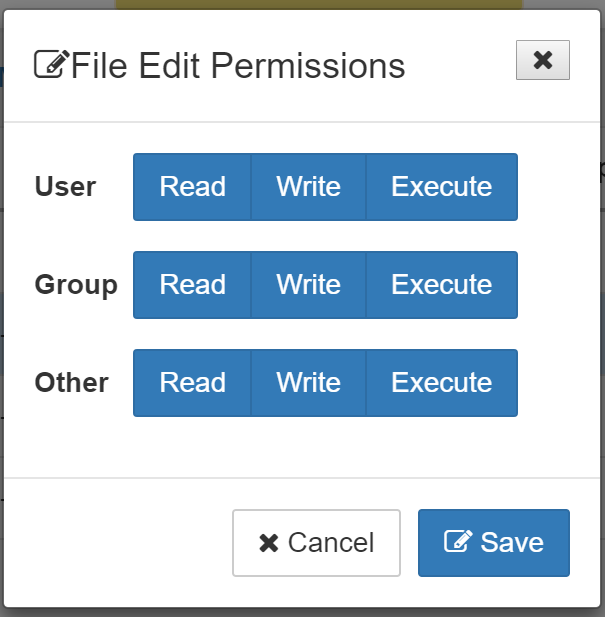 File Edit Permissions
User Read Write Execute
Group Read Write Execute
Other Read Write Execute
Cancel Save